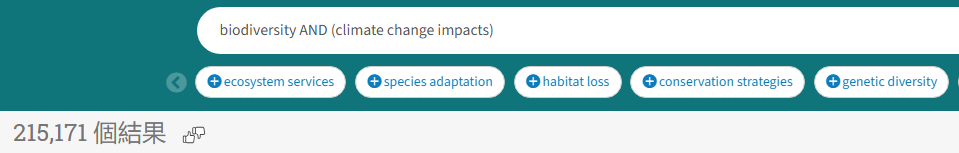 biodiversity AND (climate change impacts)
ecosystem services species adaptation habitat loss conservation strategies genetic diversity
215,171 個結果